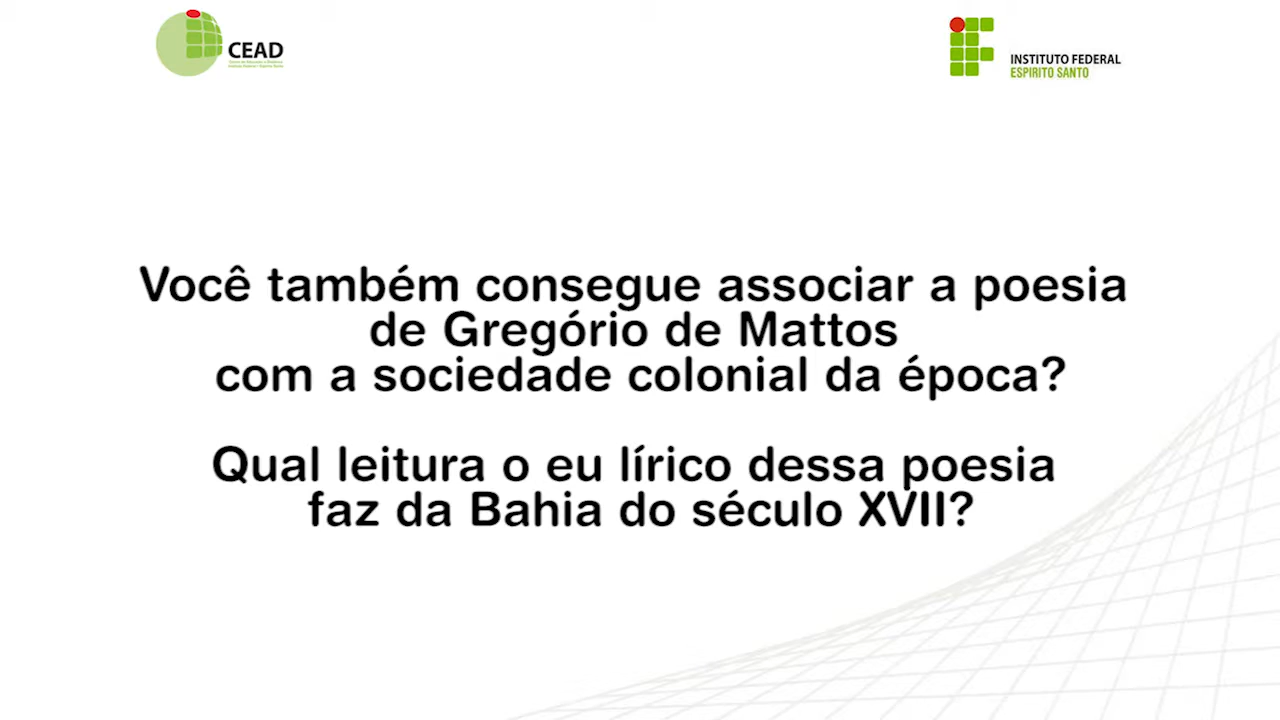 CEAD
INSTITUTO FEDERAL
ESPÍRITO SANTO
Você também consegue associar a poesia
de Gregório de Mattos
com a sociedade colonial da época?
Qual leitura o eu lírico dessa poesia
faz da Bahia do século XVII?